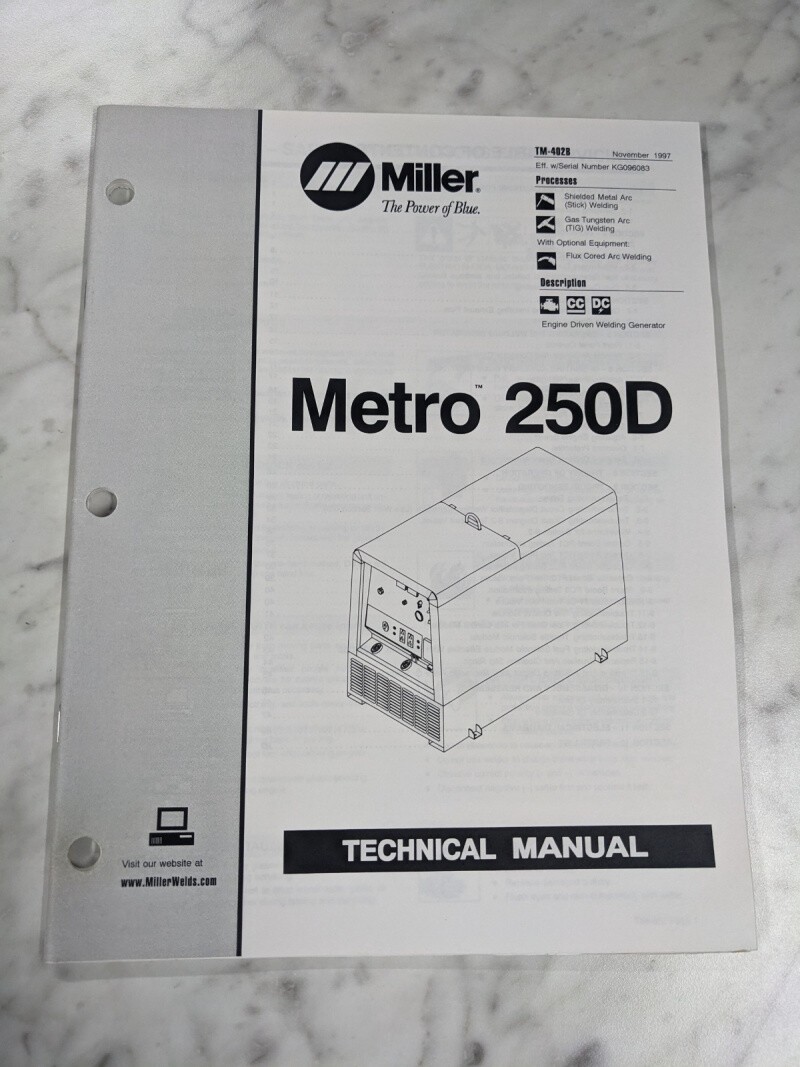 Miller®
The Power of Blue.
TM-402B November 1997
Eff. w/Serial Number KG096083
Processes
Shielded Metal Arc
(Stick) Welding
Gas Tungsten Arc
(TIG) Welding
With Optional Equipment:
Flux Cored Arc Welding
Description
CC DC
Engine Driven Welding Generator
Metro™ 250D
TECHNICAL MANUAL
Visit our website at
www.MillerWelds.com